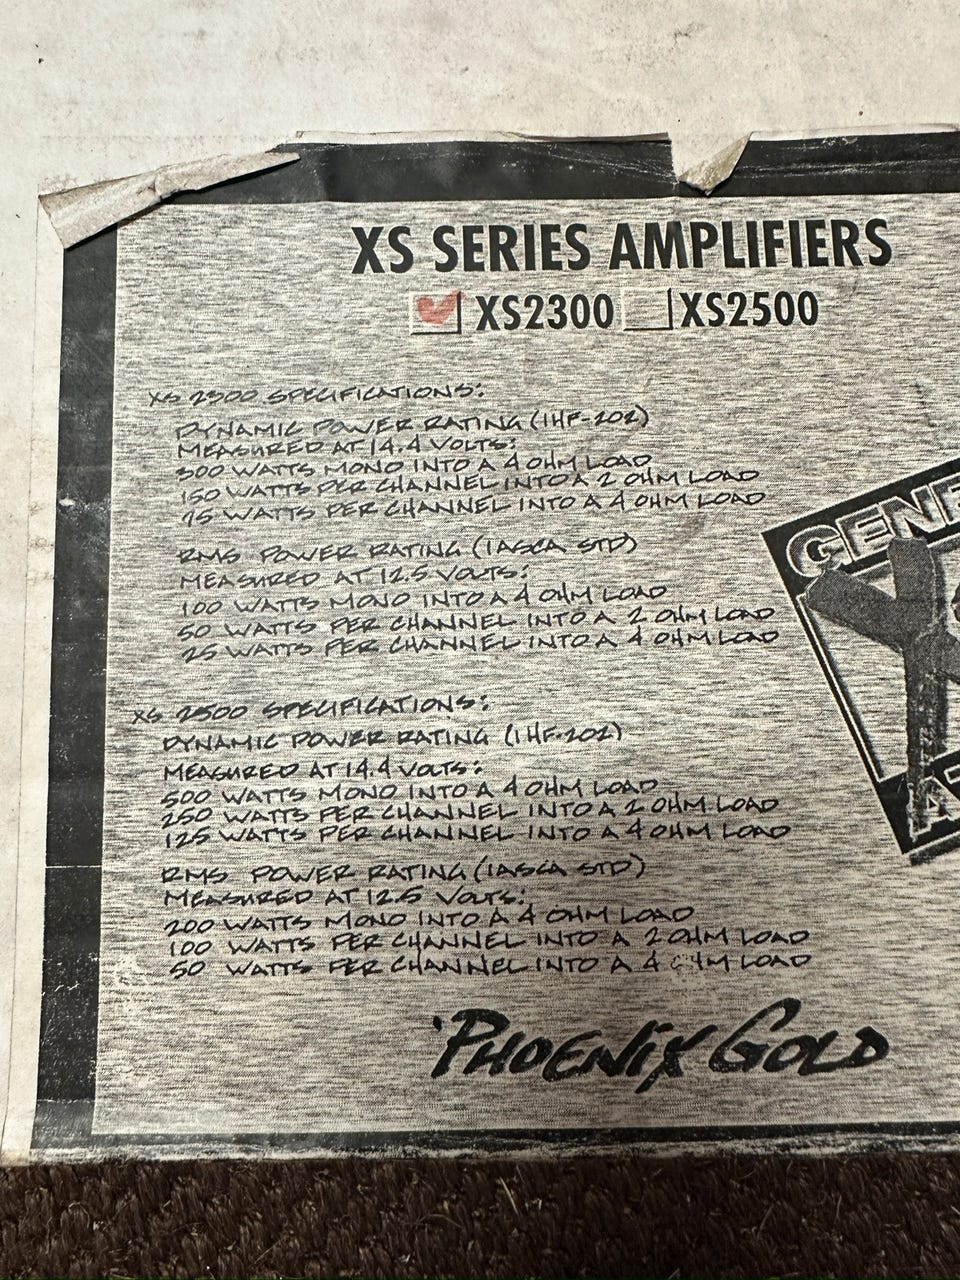 XS SERIES AMPLIFIERS
XS2300 XS2500
XS 2300 SPECIFICATIONS:
DYNAMIC POWER RATING (IHF-202)
MEASURED AT 14.4 VOLTS:
300 WATTS MONO INTO A 4 OHM LOAD
150 WATTS PER CHANNEL INTO A 2 OHM LOAD
75 WATTS PER CHANNEL INTO A 4 OHM LOAD
RMS POWER RATING (IASCA STD)
MEASURED AT 12.5 VOLTS:
100 WATTS MONO INTO A 4 OHM LOAD
50 WATTS PER CHANNEL INTO A 2 OHM LOAD
25 WATTS PER CHANNEL INTO A 4 OHM LOAD
XS 2500 SPECIFICATIONS:
DYNAMIC POWER RATING (IHF-202)
MEASURED AT 14.4 VOLTS:
500 WATTS MONO INTO A 4 OHM LOAD
250 WATTS PER CHANNEL INTO A 2 OHM LOAD
125 WATTS PER CHANNEL INTO A 4 OHM LOAD
RMS POWER RATING (IASCA STD)
MEASURED AT 12.5 VOLTS:
200 WATTS MONO INTO A 4 OHM LOAD
100 WATTS PER CHANNEL INTO A 2 OHM LOAD
50 WATTS PER CHANNEL INTO A 4 OHM LOAD
GENE
X
AT
PHOENIX GOLD